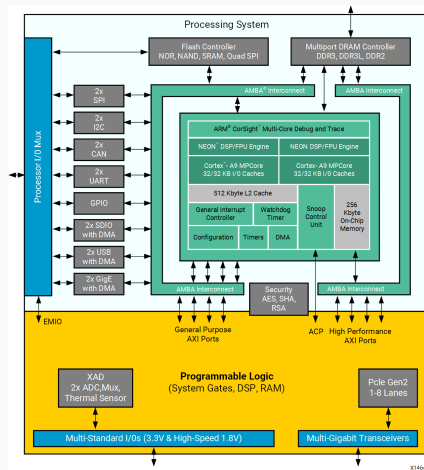 Processing System
Flash Controller
NOR, NAND, SRAM, Quad SPI
Multiport DRAM Controller
DDR3, DDR3L, DDR2
AMBA® Interconnect
AMBA® Interconnect
Processor I/0 Mux
2x
SPI
2x
I2C
2x
CAN
2x
UART
GPIO
2x SDIO
with DMA
2x USB
with DMA
2x GigE
with DMA
ARM® CorSight™ Multi-Core Debug and Trace
NEON™ DSP/FPU Engine
NEON™ DSP/FPU Engine
Cortex™- A9 MPCore
32/32 KB I/0 Caches
Cortex™- A9 MPCore
32/32 KB I/0 Caches
512 Kbyte L2 Cache
General Interrupt
Controller
Watchdog
Timer
Configuration
Timers
DMA
Snoop
Control
Unit
256
Kbyte
On-Chip
Memory
AMBA Interconnect
AMBA Interconnect
Security
AES, SHA,
RSA
EMIO
General Purpose
AXI Ports
ACP
High Performance
AXI Ports
Programmable Logic
(System Gates, DSP, RAM)
XAD
2x ADC,Mux,
Thermal Sensor
Pcle Gen2
1-8 Lanes
Multi-Standard I/0s (3.3V & High-Speed 1.8V)
Multi-Gigabit Transceivers